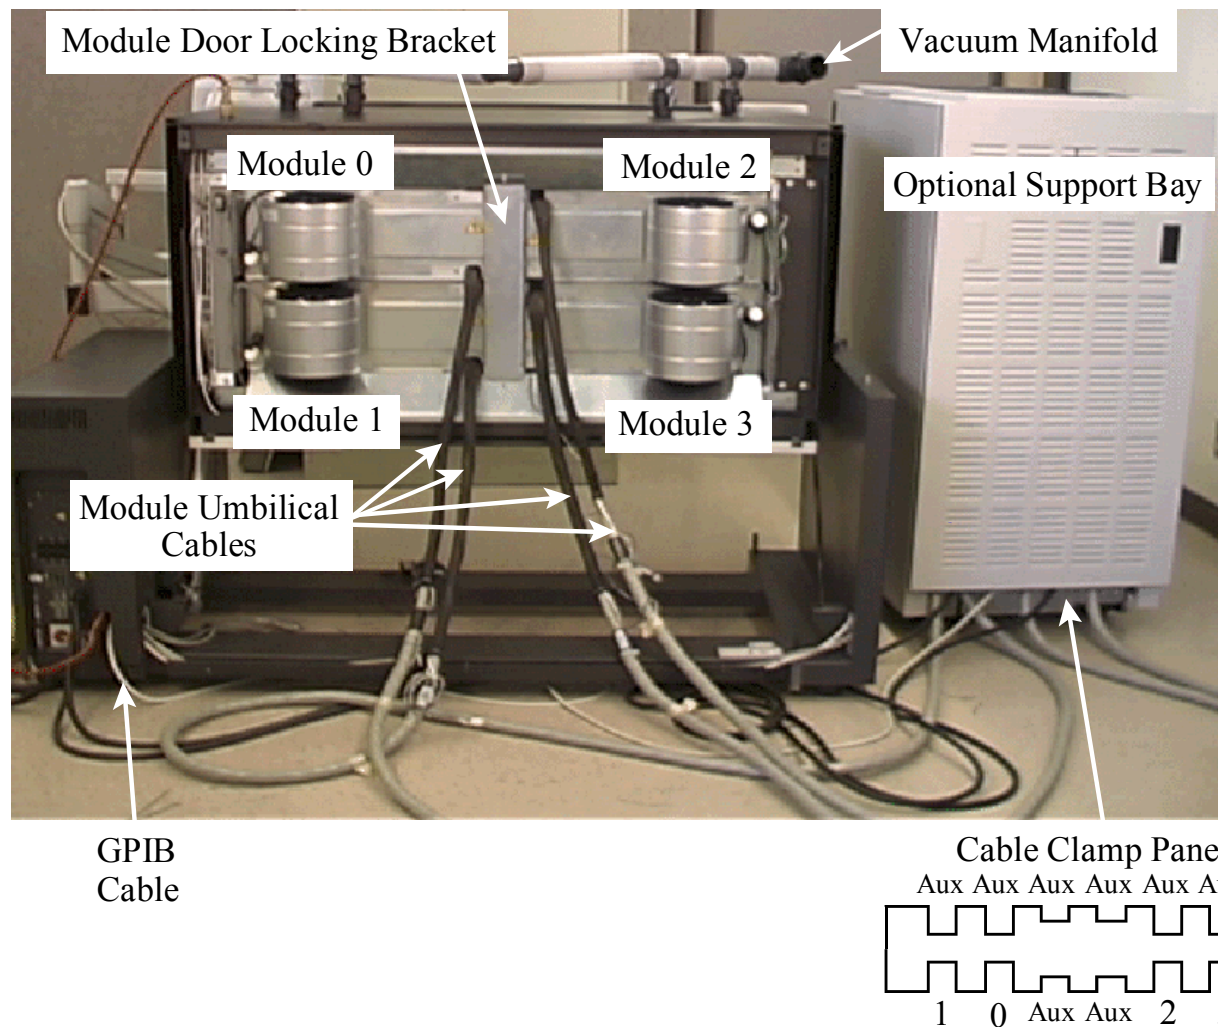 Module Door Locking Bracket
Vacuum Manifold
Module 0
Module 2
Optional Support Bay
Module 1
Module 3
Module Umbilical
Cables
GPIB
Cable
Cable Clamp Pane
Aux Aux Aux Aux Aux A
1 0 Aux Aux 2